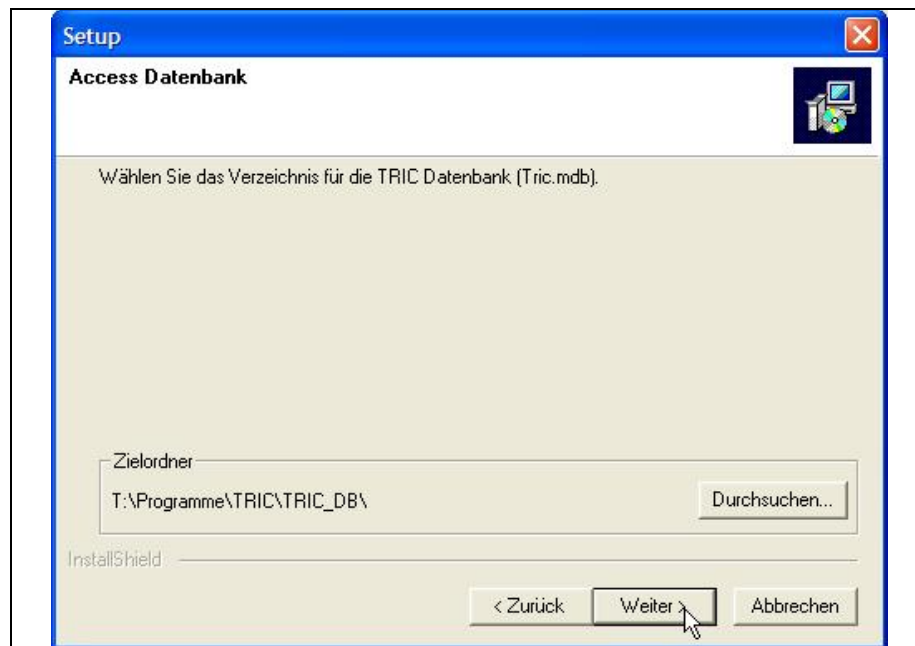 Setup
Access Datenbank
Wählen Sie das Verzeichnis für die TRIC Datenbank (Tric.mdb).
Zielordner
T:\Programme\TRIC\TRIC_DB\
Durchsuchen...
InstallShield
< Zurück
Weiter >
Abbrechen